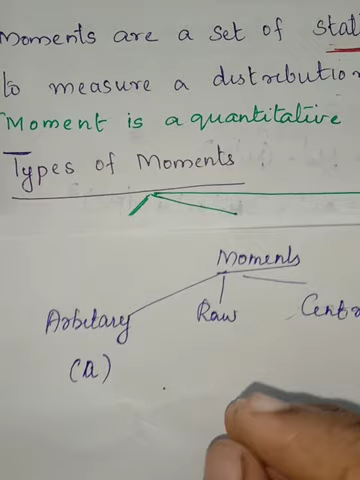 Moments are a set of
to measure a distribution
Moment is a quantitative
Types of Moments
Moments
Arbitary Raw
(A)